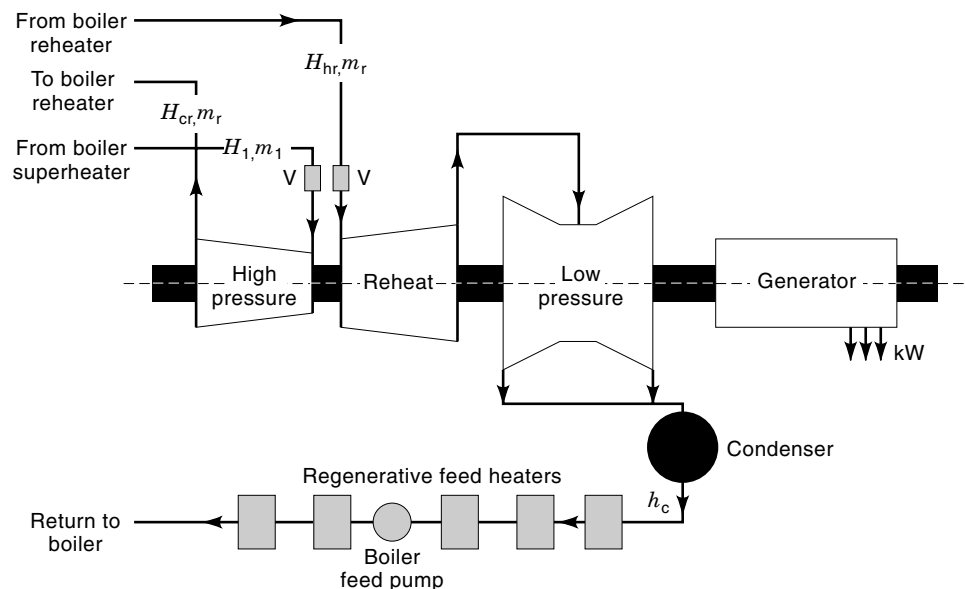 From boiler
reheater
To boiler
reheater
From boiler
superheater
H_hr, m_r
H_cr, m_r
H_1, m_1
V
V
High
pressure
Reheat
Low
pressure
Generator
kW
Condenser
h_c
Regenerative feed heaters
Return to
boiler
Boiler
feed pump